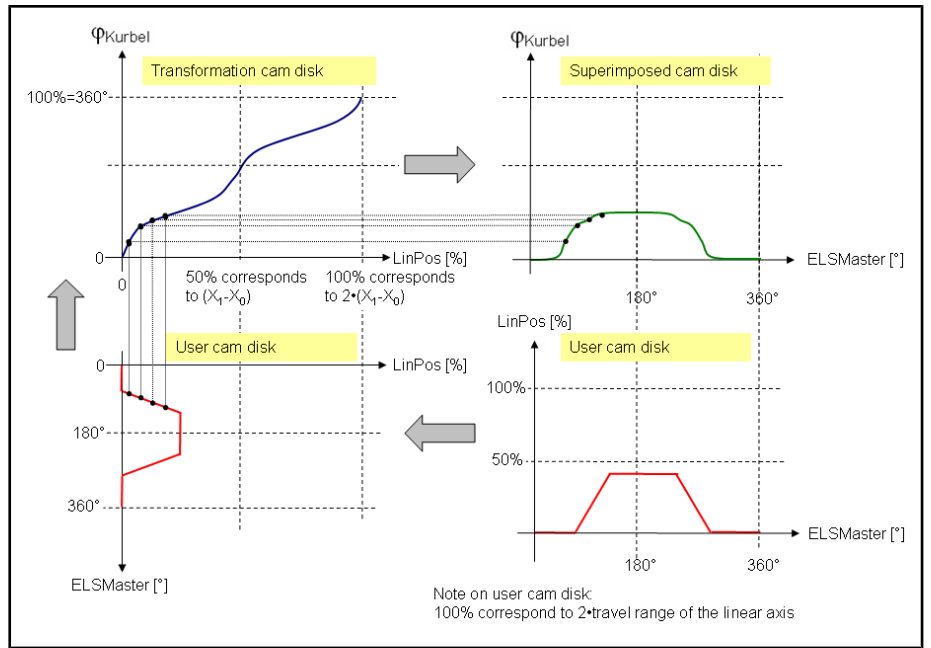 φKurbel
Transformation cam disk
100%=360°
0
0
LinPos [%]
50% corresponds
to (X₁-X₀)
100% corresponds
to 2•(X₁-X₀)
φKurbel
Superimposed cam disk
ELSMaster [°]
180°
360°
User cam disk
0
LinPos [%]
180°
360°
ELSMaster [°]
LinPos [%]
User cam disk
100%
50%
ELSMaster [°]
180°
360°
Note on user cam disk:
100% correspond to 2•travel range of the linear axis